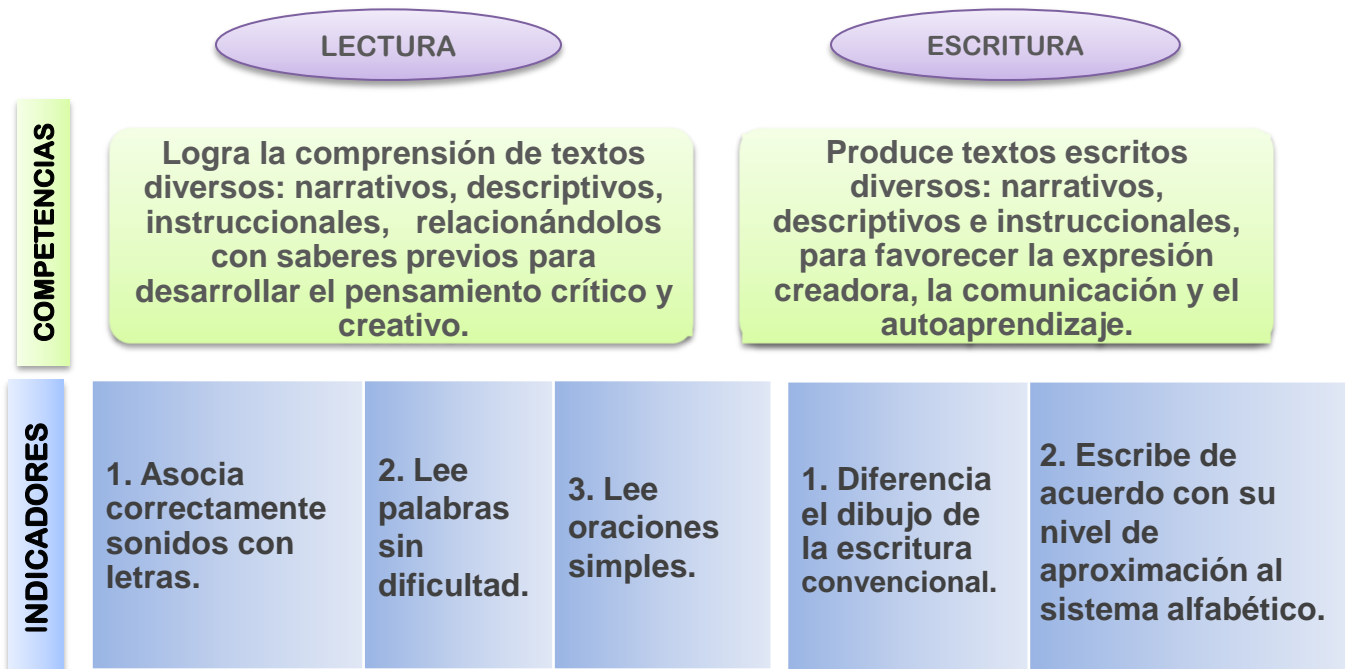 LECTURA
ESCRITURA
COMPETENCIAS
Logra la comprensión de textos
diversos: narrativos, descriptivos,
instruccionales, relacionándolos
con saberes previos para
desarrollar el pensamiento crítico y
creativo.
Produce textos escritos
diversos: narrativos,
descriptivos e instruccionales,
para favorecer la expresión
creadora, la comunicación y el
autoaprendizaje.
INDICADORES
1. Asocia
correctamente
sonidos con
letras.
2. Lee
palabras
sin
dificultad.
3. Lee
oraciones
simples.
1. Diferencia
el dibujo de
la escritura
convencional.
2. Escribe de
acuerdo con su
nivel de
aproximación al
sistema alfabético.